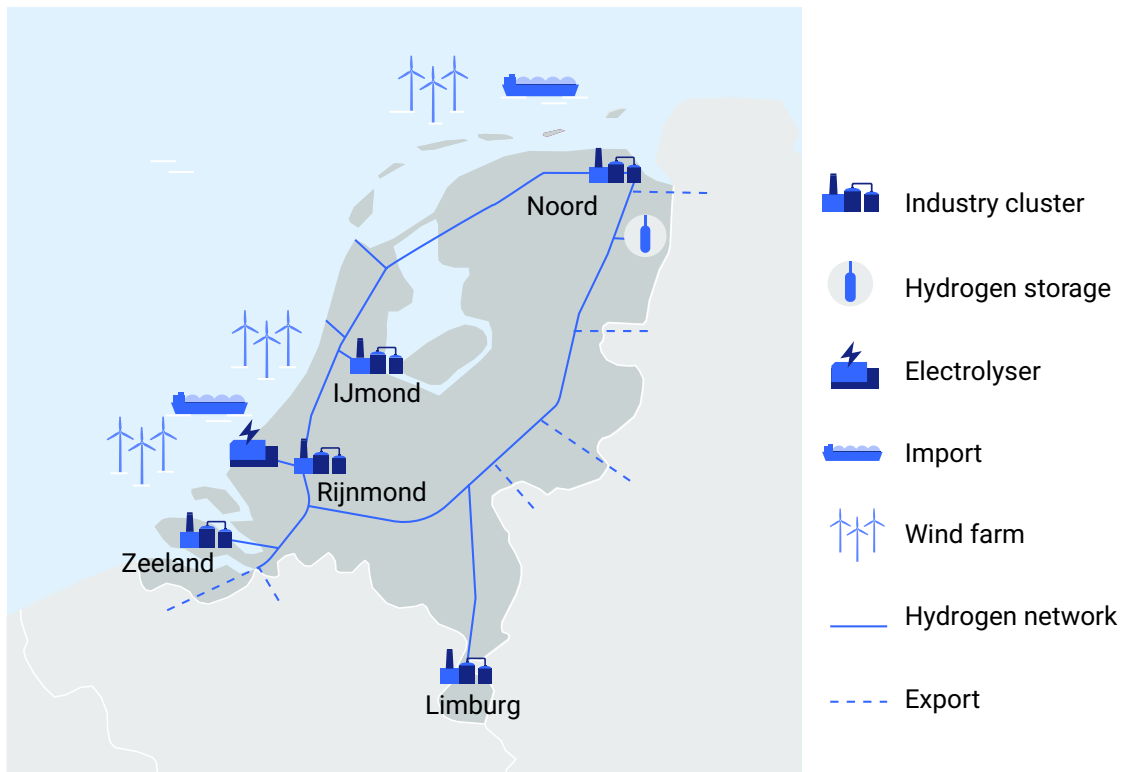 Noord
IJmond
Rijnmond
Zeeland
Limburg
Industry cluster
Hydrogen storage
Electrolyser
Import
Wind farm
Hydrogen network
Export